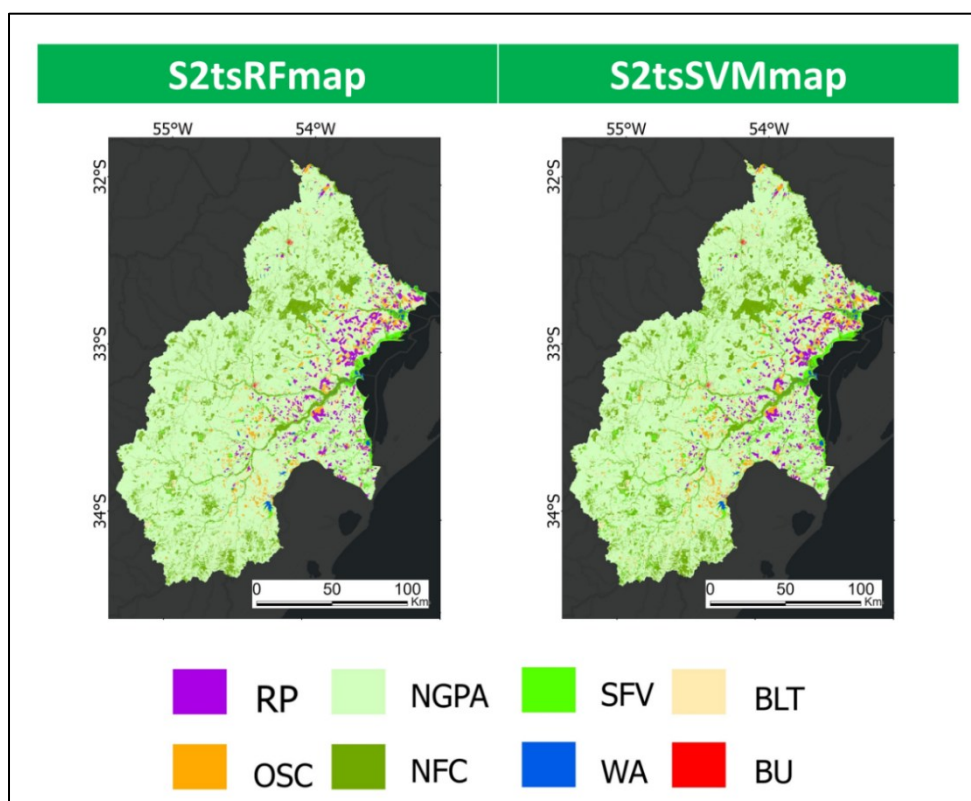 S2tsRFmap S2tsSVMmap
55°W 54°W 55°W 54°W
32°S 32°S
33°S 33°S
34°S 34°S
0 50 100 0 50 100
Km Km
RP NGPA SFV BLT
OSC NFC WA BU